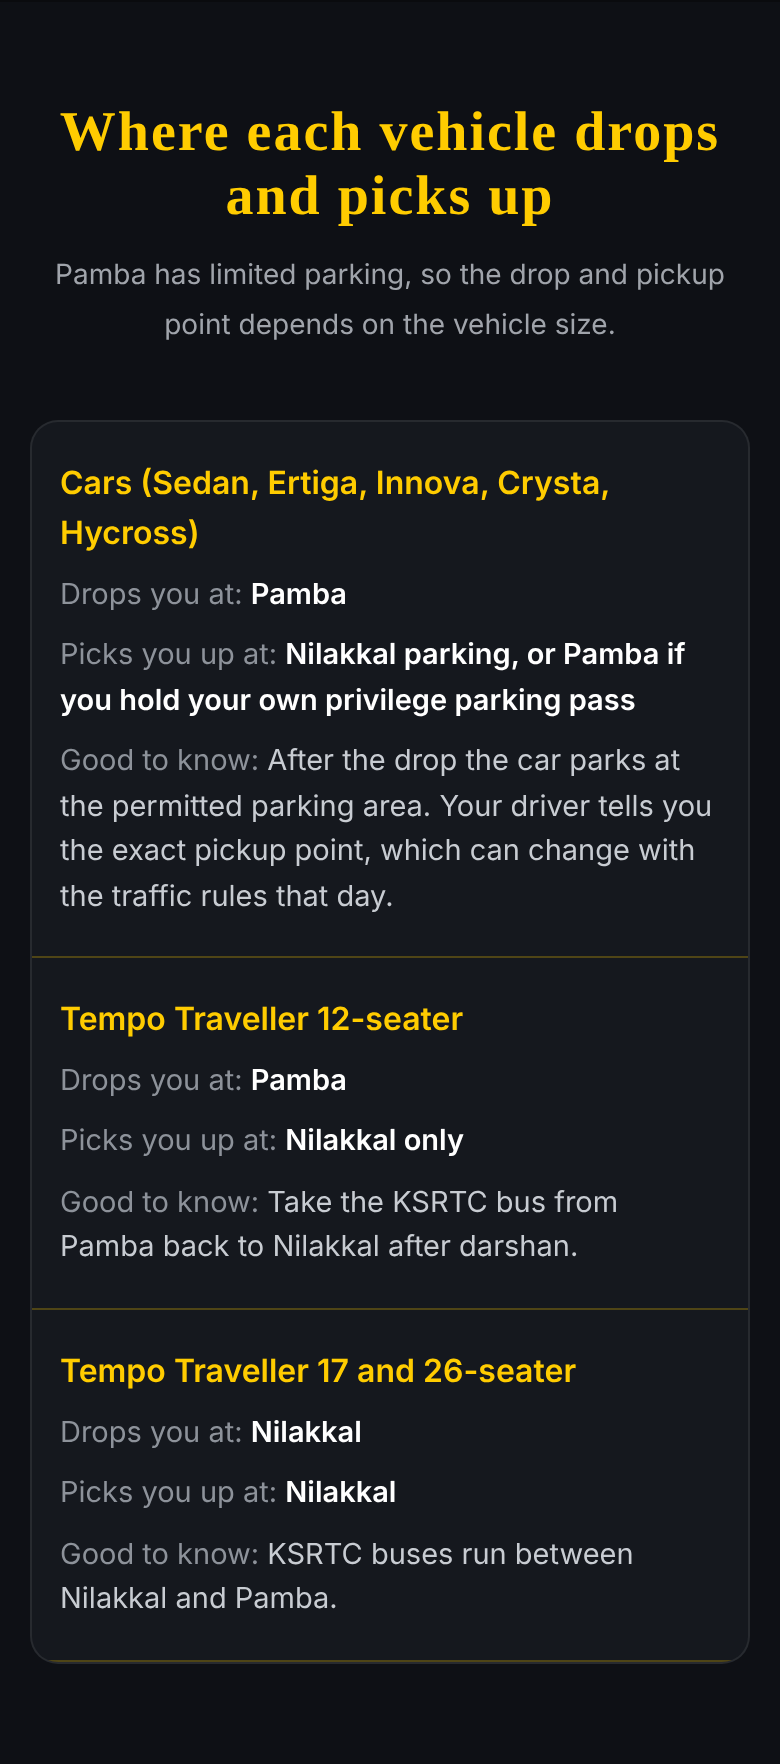 Where each vehicle drops
and picks up
Pamba has limited parking, so the drop and pickup
point depends on the vehicle size.
Cars (Sedan, Ertiga, Innova, Crysta,
Hycross)
Drops you at: Pamba
Picks you up at: Nilakkal parking, or Pamba if
you hold your own privilege parking pass
Good to know: After the drop the car parks at
the permitted parking area. Your driver tells you
the exact pickup point, which can change with
the traffic rules that day.
Tempo Traveller 12-seater
Drops you at: Pamba
Picks you up at: Nilakkal only
Good to know: Take the KSRTC bus from
Pamba back to Nilakkal after darshan.
Tempo Traveller 17 and 26-seater
Drops you at: Nilakkal
Picks you up at: Nilakkal
Good to know: KSRTC buses run between
Nilakkal and Pamba.